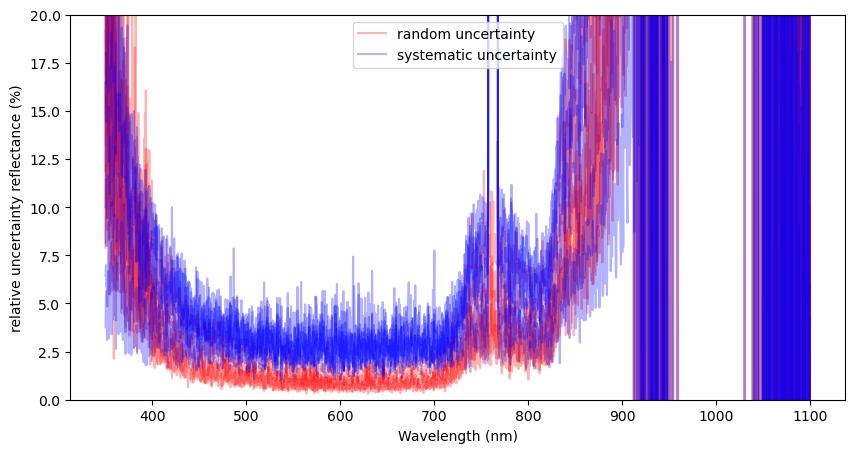 random uncertainty
systematic uncertainty
relative uncertainty reflectance (%)
20.0
17.5
15.0
12.5
10.0
7.5
5.0
2.5
0.0
400 500 600 700 800 900 1000 1100
Wavelength (nm)